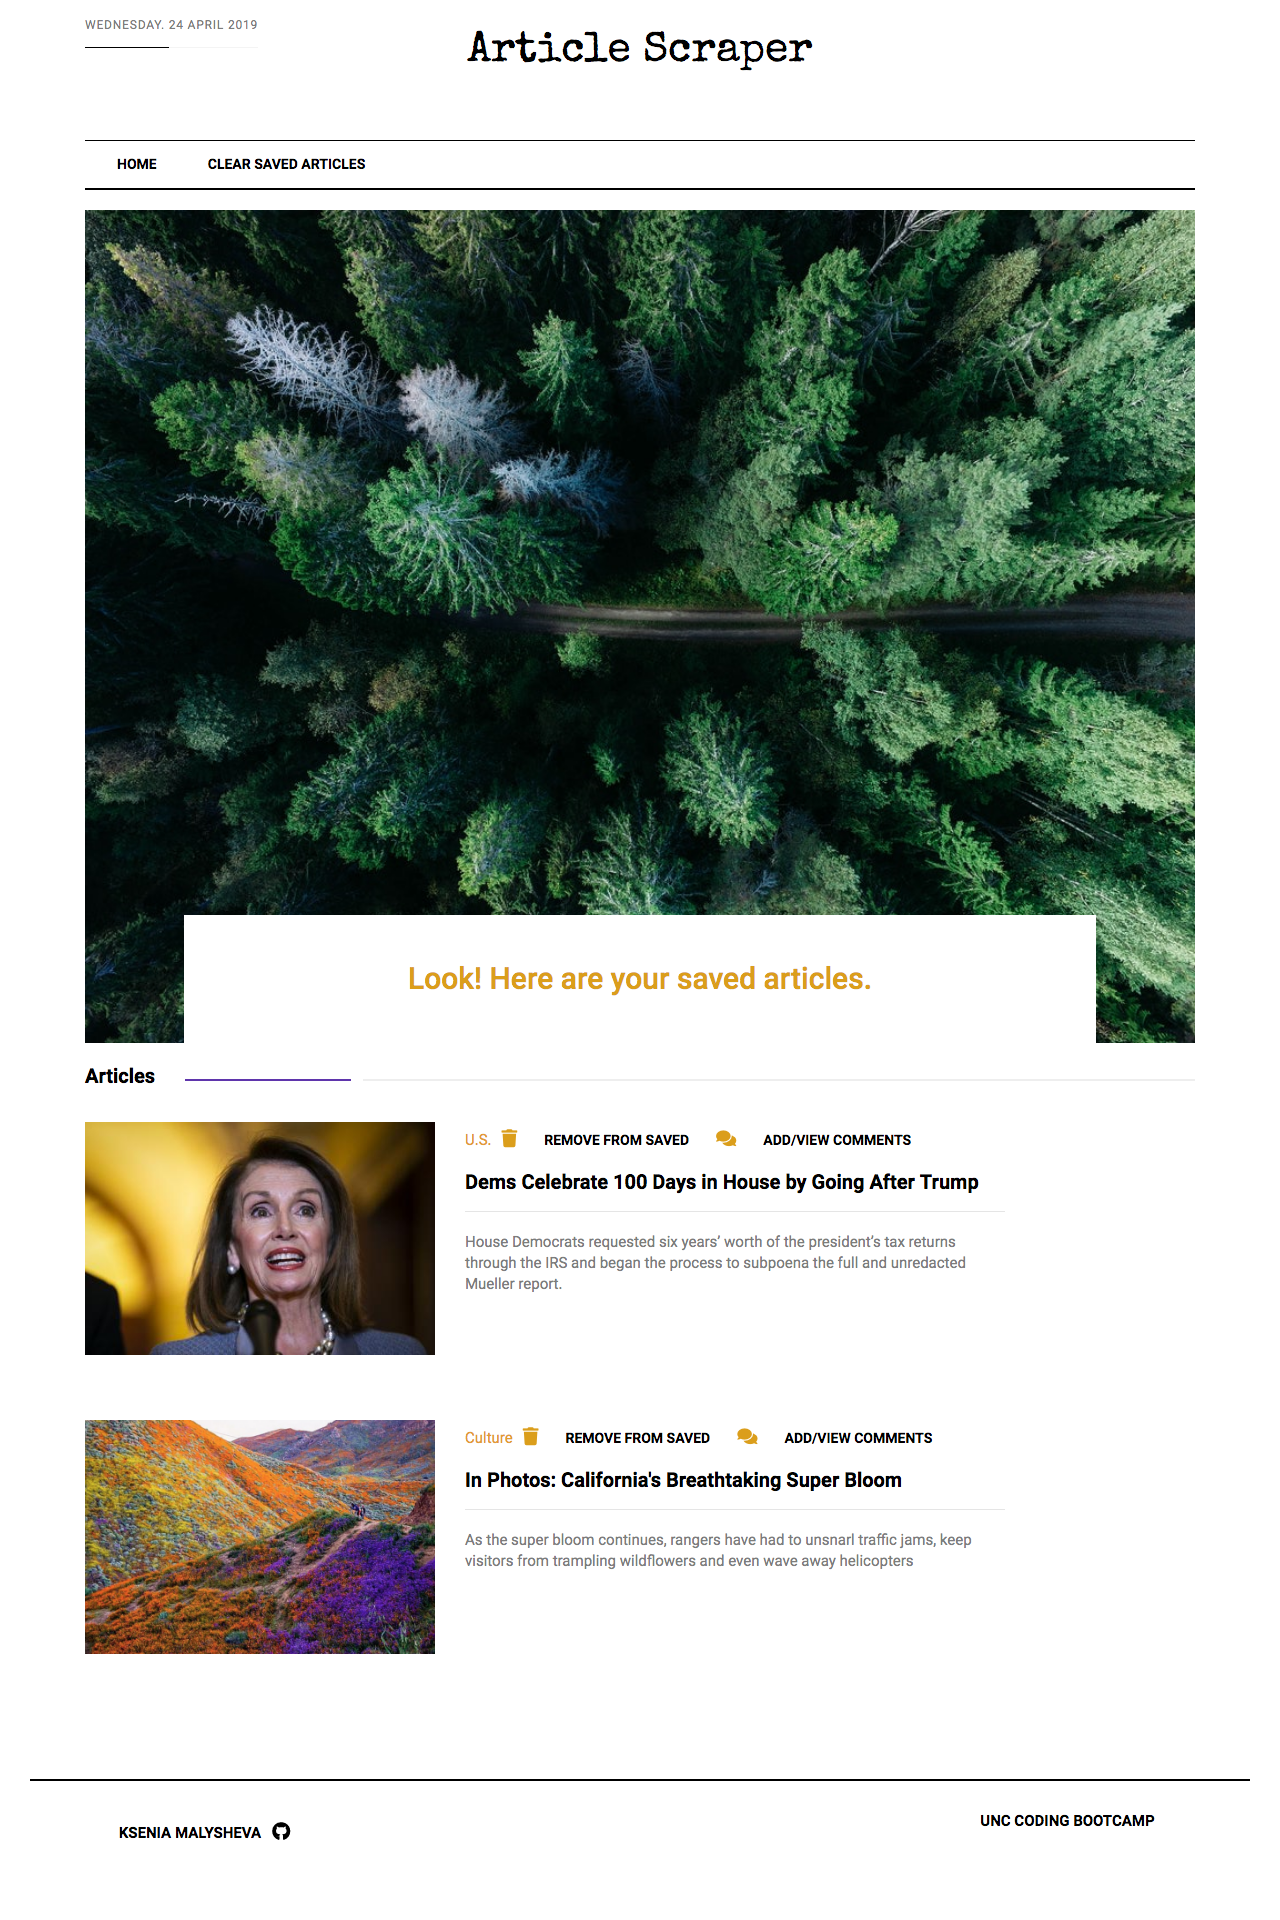 WEDNESDAY. 24 APRIL 2019
Article Scraper
HOME CLEAR SAVED ARTICLES
Look! Here are your saved articles.
Articles
U.S. REMOVE FROM SAVED ADD/VIEW COMMENTS
Dems Celebrate 100 Days in House by Going After Trump
House Democrats requested six years’ worth of the president’s tax returns
through the IRS and began the process to subpoena the full and unredacted
Mueller report.
Culture REMOVE FROM SAVED ADD/VIEW COMMENTS
In Photos: California's Breathtaking Super Bloom
As the super bloom continues, rangers have had to unsnarl traffic jams, keep
visitors from trampling wildflowers and even wave away helicopters
KSENIA MALYSHEVA
UNC CODING BOOTCAMP